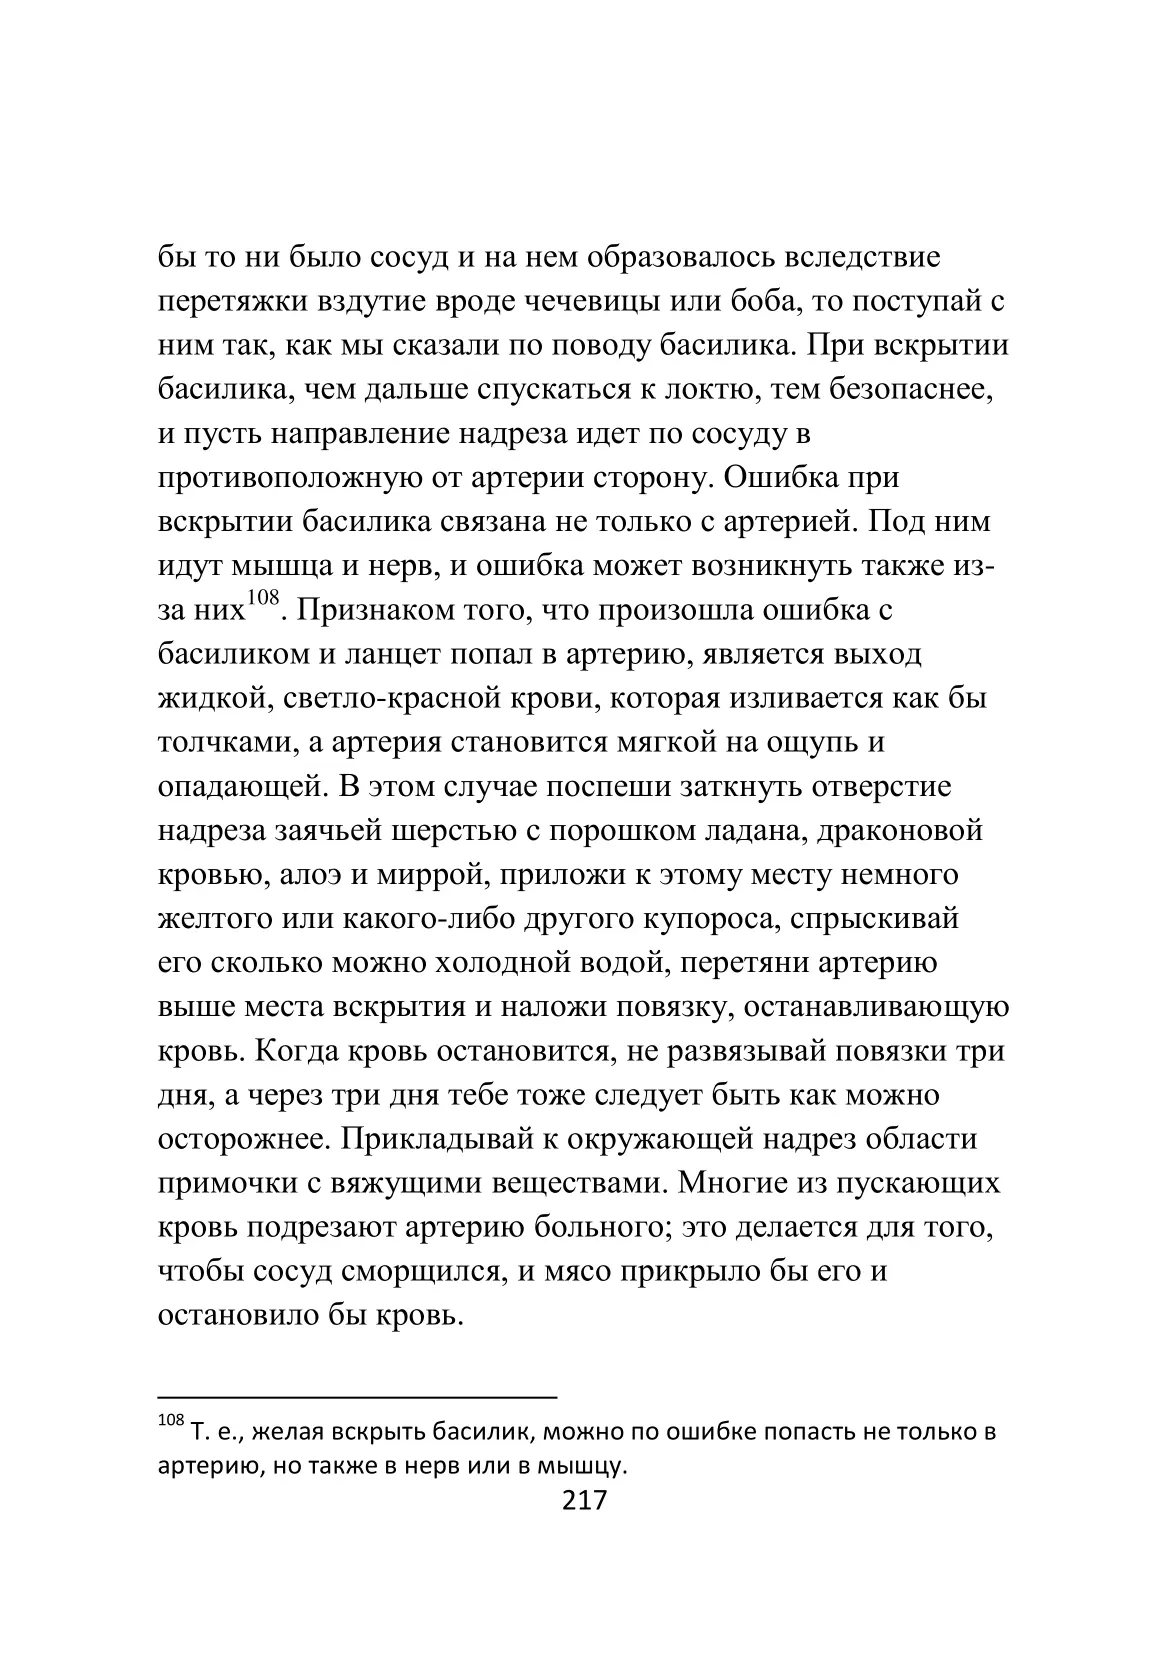 бы то ни было сосуд и на нем образовалось вследствие
перетяжки вздутие вроде чечевицы или боба, то поступай с
ним так, как мы сказали по поводу басилика. При вскрытии
басилика, чем дальше спускаться к локтю, тем безопаснее,
и пусть направление надреза идет по сосуду в
противоположную от артерии сторону. Ошибка при
вскрытии басилика связана не только с артерией. Под ним
идут мышца и нерв, и ошибка может возникнуть также из-
за них108. Признаком того, что произошла ошибка с
басиликом и ланцет попал в артерию, является выход
жидкой, светло-красной крови, которая изливается как бы
толчками, а артерия становится мягкой на ощупь и
опадающей. В этом случае поспеши заткнуть отверстие
надреза заячьей шерстью с порошком ладана, драконовой
кровью, алоэ и миррой, приложи к этому месту немного
желтого или какого-либо другого купороса, спрыскивай
его сколько можно холодной водой, перетяни артерию
выше места вскрытия и наложи повязку, останавливающую
кровь. Когда кровь остановится, не развязывай повязки три
дня, а через три дня тебе тоже следует быть как можно
осторожнее. Прикладывай к окружающей надрез области
примочки с вяжущими веществами. Многие из пускающих
кровь подрезают артерию больного; это делается для того,
чтобы сосуд сморщился, и мясо прикрыло бы его и
остановило бы кровь.
108 Т. е., желая вскрыть басилик, можно по ошибке попасть не только в
артерию, но также в нерв или в мышцу.
217